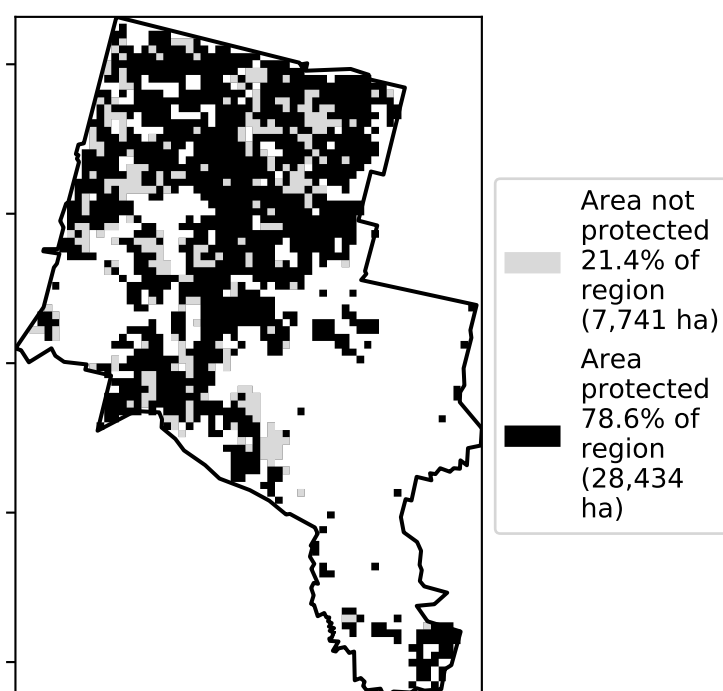 Area not
protected
21.4% of
region
(7,741 ha)
Area
protected
78.6% of
region
(28,434
ha)